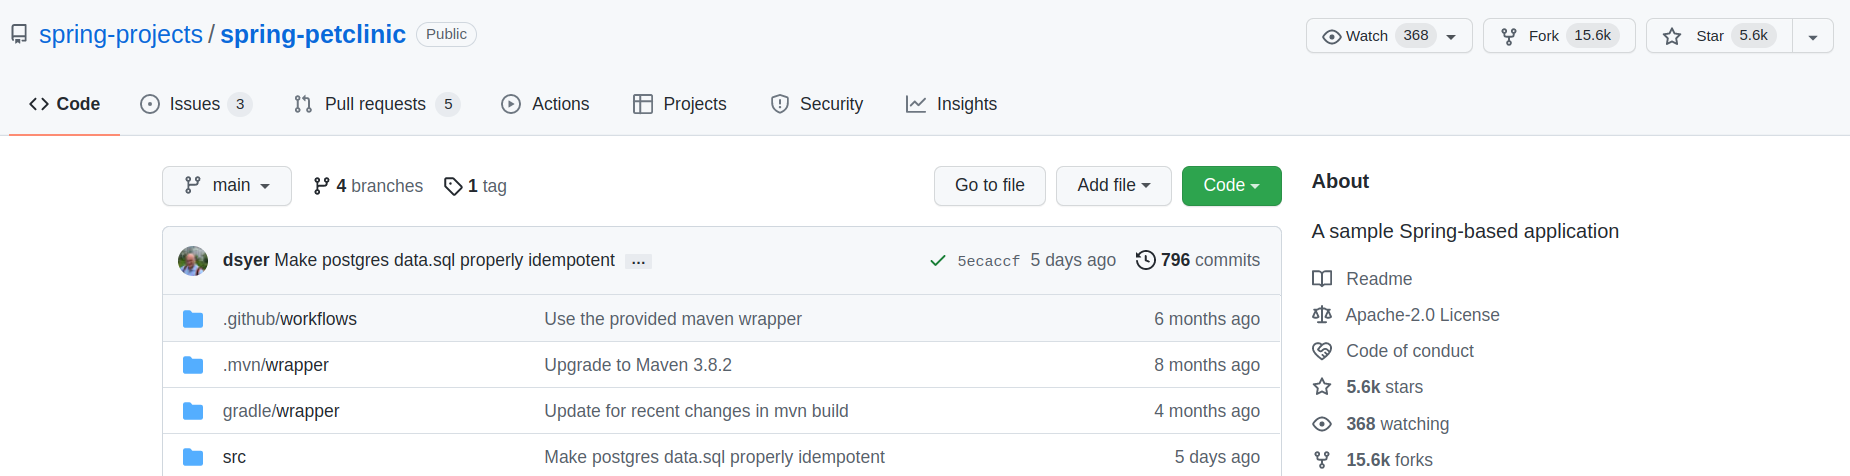 spring-projects / spring-petclinic Public Watch 368 Fork 15.6k Star 5.6k
Code Issues 3 Pull requests 5 Actions Projects Security Insights
main 4 branches 1 tag Go to file Add file Code
dsyer Make postgres data.sql properly idempotent ... 5ecaccf 5 days ago 796 commits
.github/workflows Use the provided maven wrapper 6 months ago
.mvn/wrapper Upgrade to Maven 3.8.2 8 months ago
gradle/wrapper Update for recent changes in mvn build 4 months ago
src Make postgres data.sql properly idempotent 5 days ago
About
A sample Spring-based application
Readme
Apache-2.0 License
Code of conduct
5.6k stars
368 watching
15.6k forks